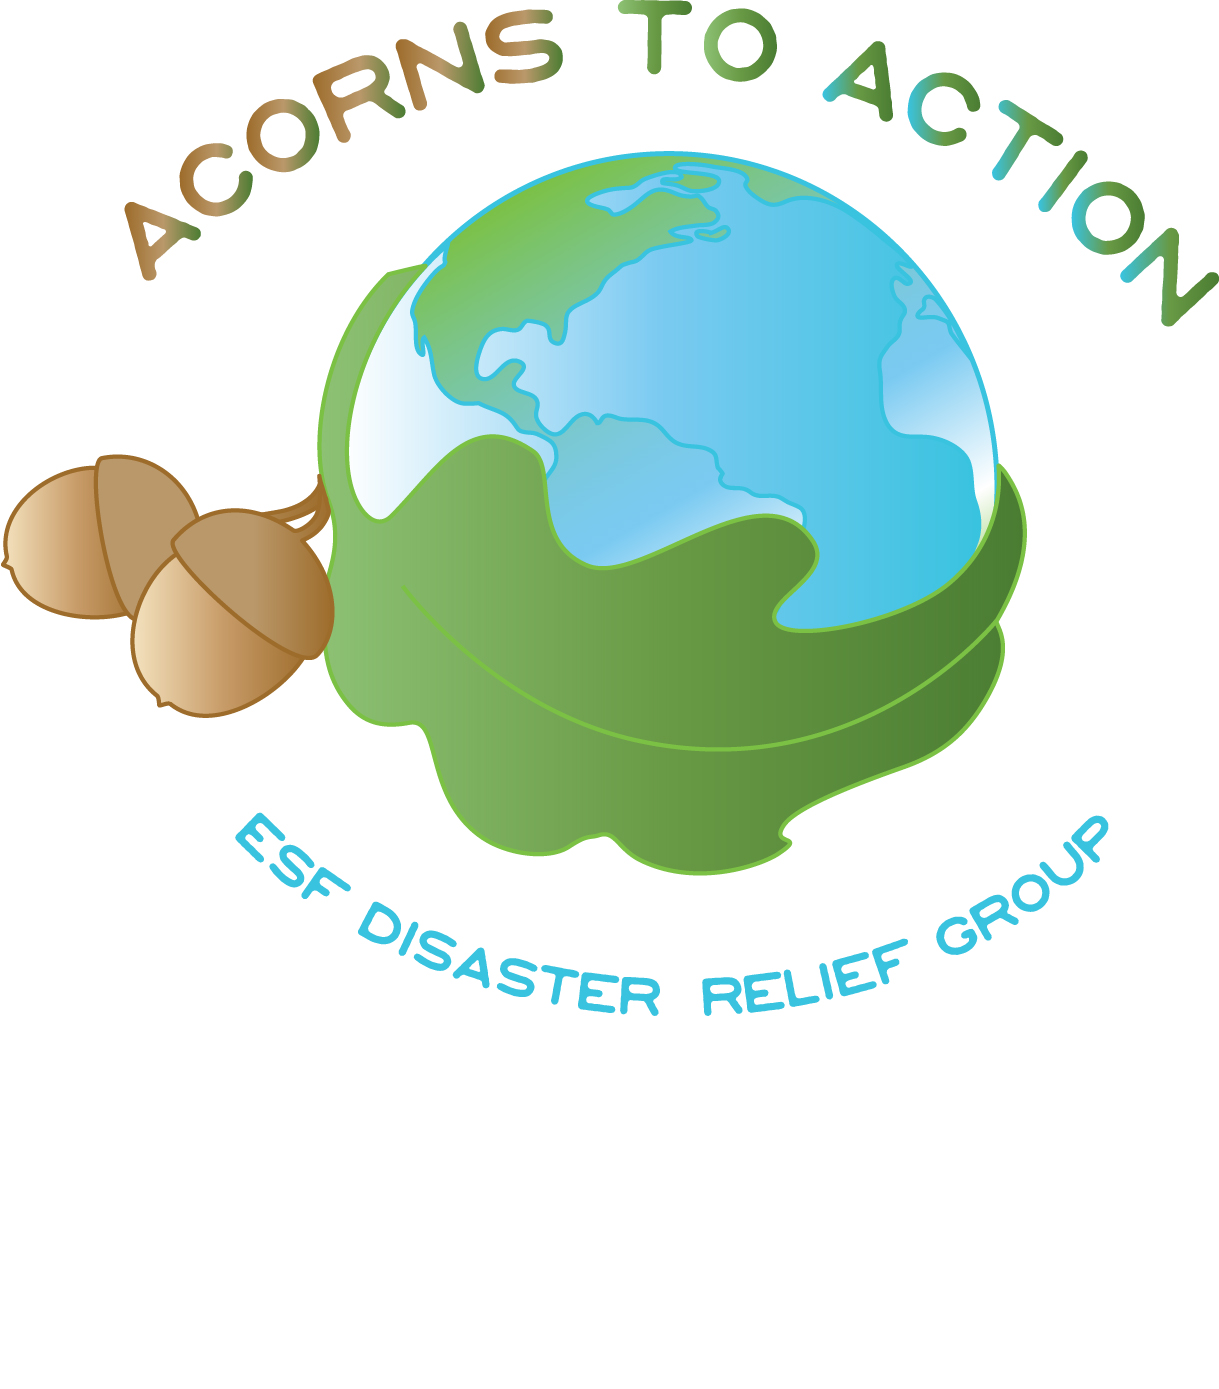 ACORNS TO ACTION
ESF DISASTER RELIEF GROUP